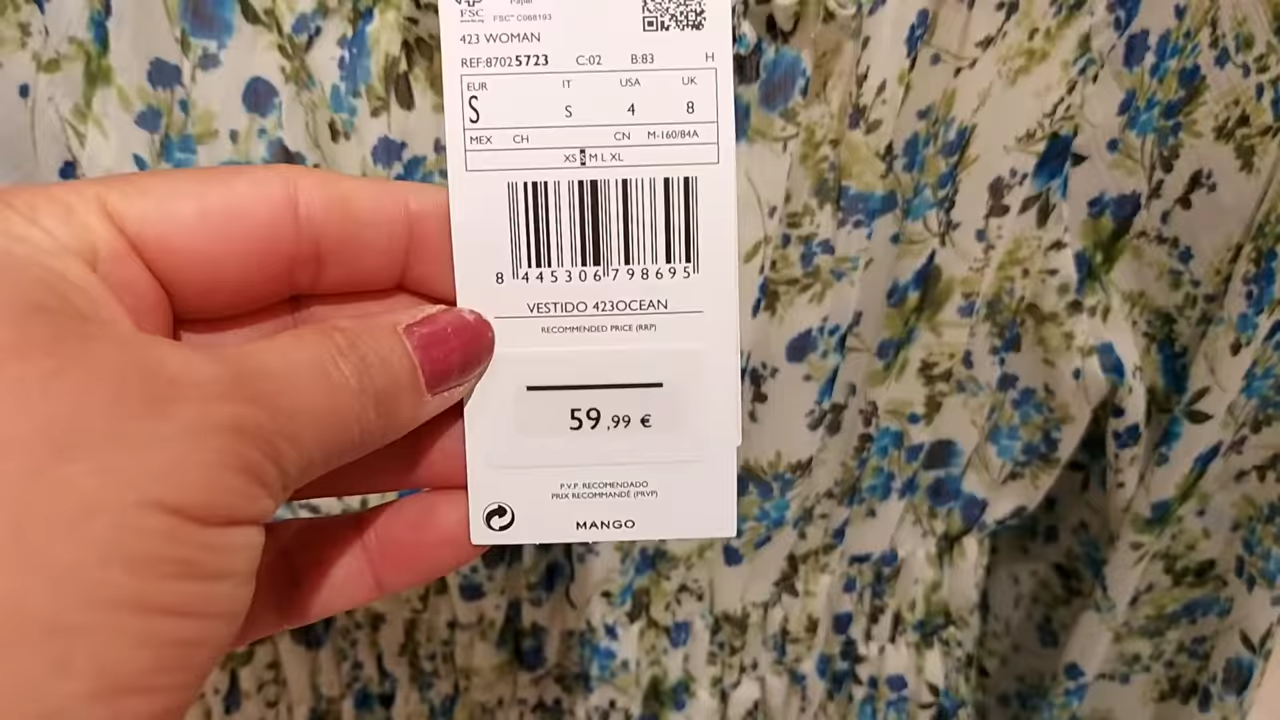 FSC
FSC™ C068193
423 WOMAN
REF:87025723 C:02 B:83 H
EUR IT USA UK
S S 4 8
MEX CH CN M-160/84A
XS S M L XL
8 445306 798695
VESTIDO 423OCEAN
RECOMMENDED PRICE (RRP)
59,99 €
P.V.P. RECOMENDADO
PRIX RECOMMANDÉ (PRVP)
MANGO